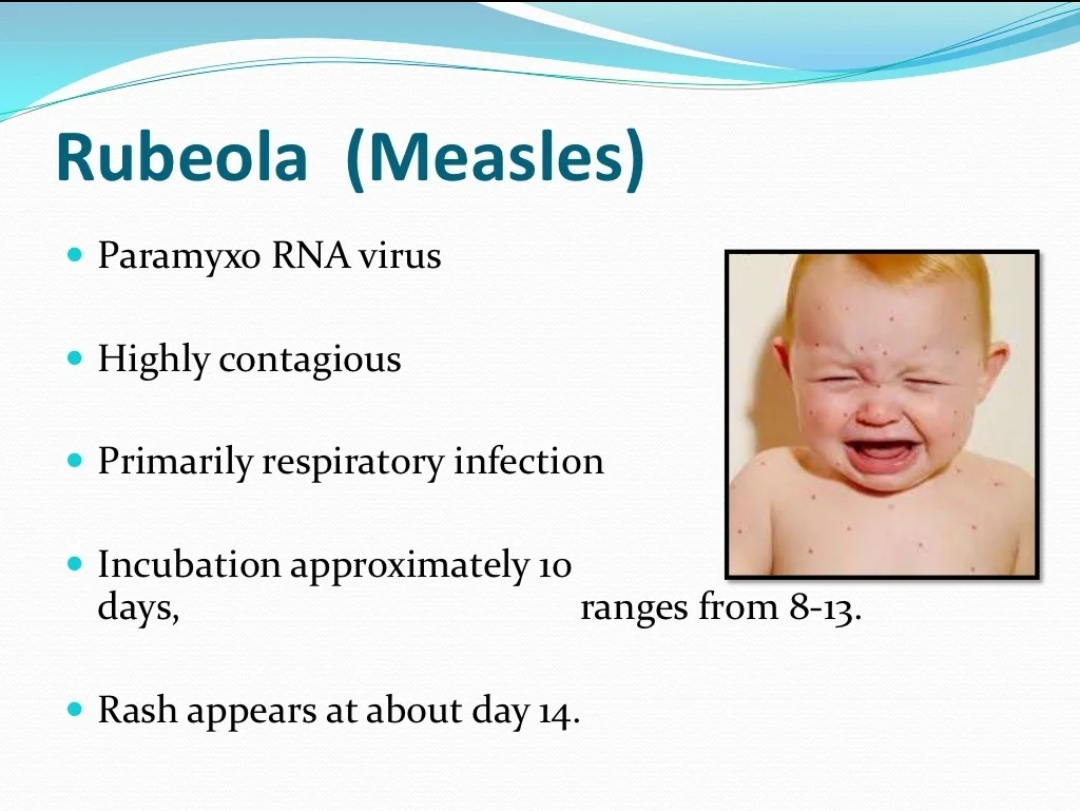 Rubeola (Measles)
Paramyxo RNA virus
Highly contagious
Primarily respiratory infection
Incubation approximately 10
days, ranges from 8-13.
Rash appears at about day 14.